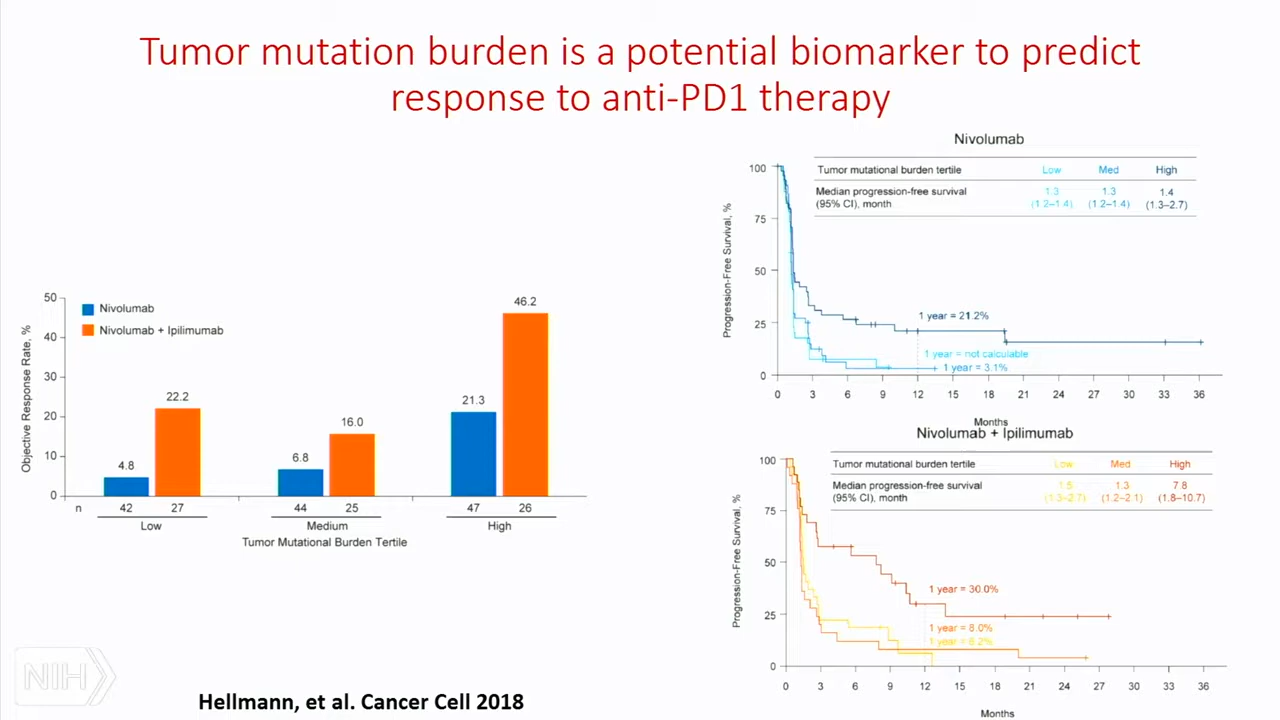 Tumor mutation burden is a potential biomarker to predict
response to anti-PD1 therapy
50
40
30
20
10
0
Objective Response Rate, %
Nivolumab
Nivolumab + Ipilimumab
4.8
22.2
6.8
16.0
21.3
46.2
n
42 27 44 25 47 26
Low Medium High
Tumor Mutational Burden Tertile
Nivolumab
100
75
50
25
0
Progression-Free Survival, %
Tumor mutational burden tertile Low Med High
Median progression-free survival 1.3 1.3 1.4
(95% CI), month (1.2–1.4) (1.2–1.4) (1.3–2.7)
1 year = 21.2%
1 year = not calculable
1 year = 3.1%
0 3 6 9 12 15 18 21 24 27 30 33 36
Months
Nivolumab + Ipilimumab
100
75
50
25
0
Progression-Free Survival, %
Tumor mutational burden tertile Low Med High
Median progression-free survival 1.5 1.3 7.8
(95% CI), month (1.3–2.7) (1.2–2.1) (1.8–10.7)
1 year = 30.0%
1 year = 8.0%
1 year = 6.2%
0 3 6 9 12 15 18 21 24 27 30 33 36
Months
NIH
Hellmann, et al. Cancer Cell 2018